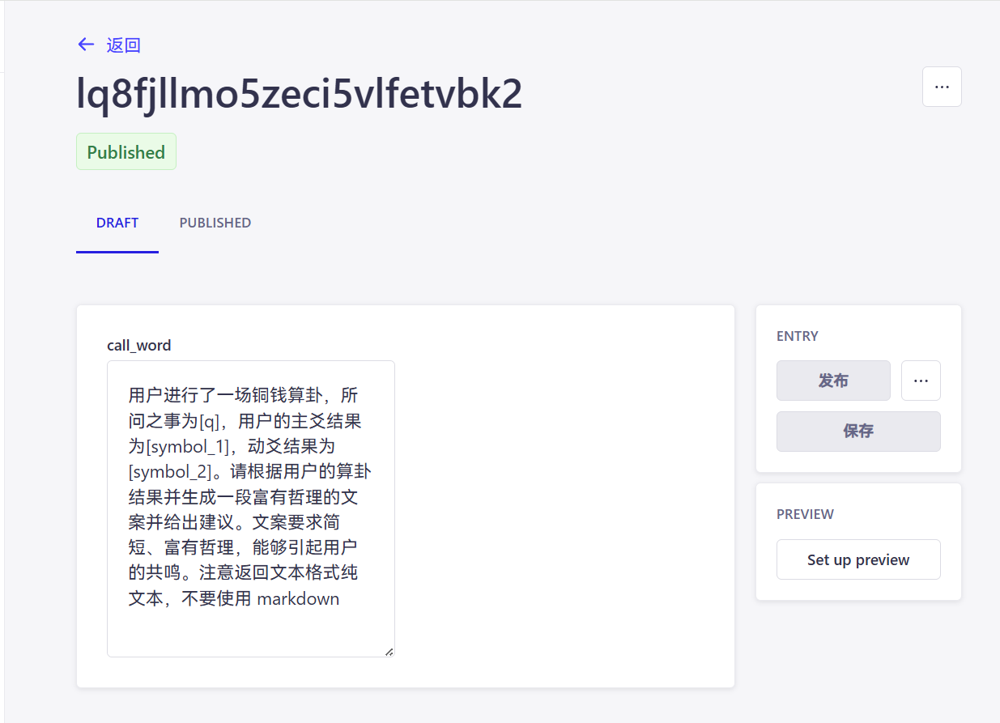 ← 返回
lq8fjllmo5zeci5vlfetvbk2
...
Published
DRAFT
PUBLISHED
call_word
用户进行了一场铜钱算卦，所
问之事为[q]，用户的主爻结果
为[symbol_1]，动爻结果为
[symbol_2]。请根据用户的算卦
结果并生成一段富有哲理的文
案并给出建议。文案要求简
短、富有哲理，能够引起用户
的共鸣。注意返回文本格式纯
文本，不要使用 markdown
ENTRY
发布
...
保存
PREVIEW
Set up preview